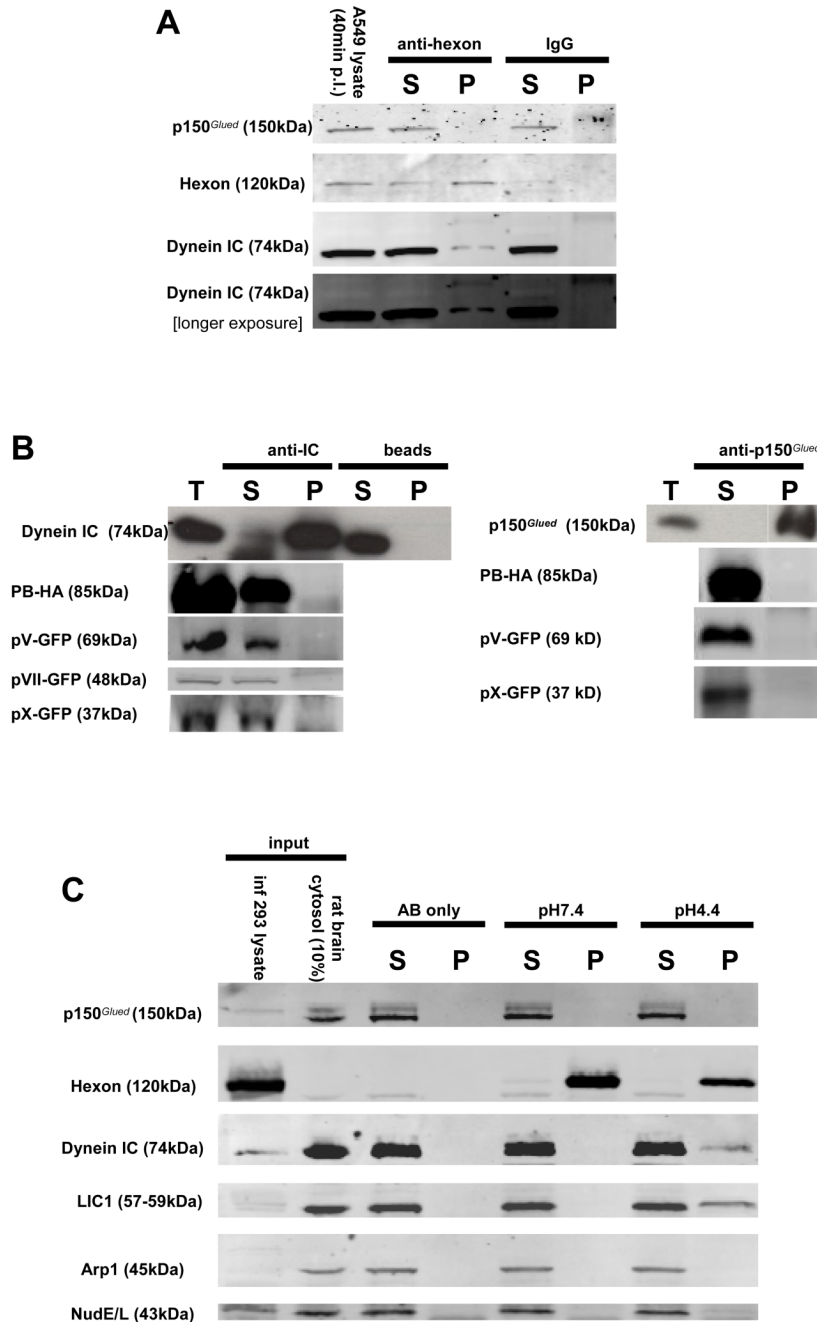 A
A549 lysate
(40min p.I.)
anti-hexon
IgG
S
P
S
P
p150Glued (150kDa)
Hexon (120kDa)
Dynein IC (74kDa)
Dynein IC (74kDa)
[longer exposure]
B
anti-IC
beads
T
S
P
S
P
Dynein IC (74kDa)
PB-HA (85kDa)
pV-GFP (69kDa)
pVII-GFP (48kDa)
pX-GFP (37kDa)
anti-p150Glued
T
S
P
p150Glued (150kDa)
PB-HA (85kDa)
pV-GFP (69 kD)
pX-GFP (37 kD)
C
input
inf 293 lysate
rat brain
cytosol (10%)
AB only
pH7.4
pH4.4
S
P
S
P
S
P
p150Glued (150kDa)
Hexon (120kDa)
Dynein IC (74kDa)
LIC1 (57-59kDa)
Arp1 (45kDa)
NudE/L (43kDa)